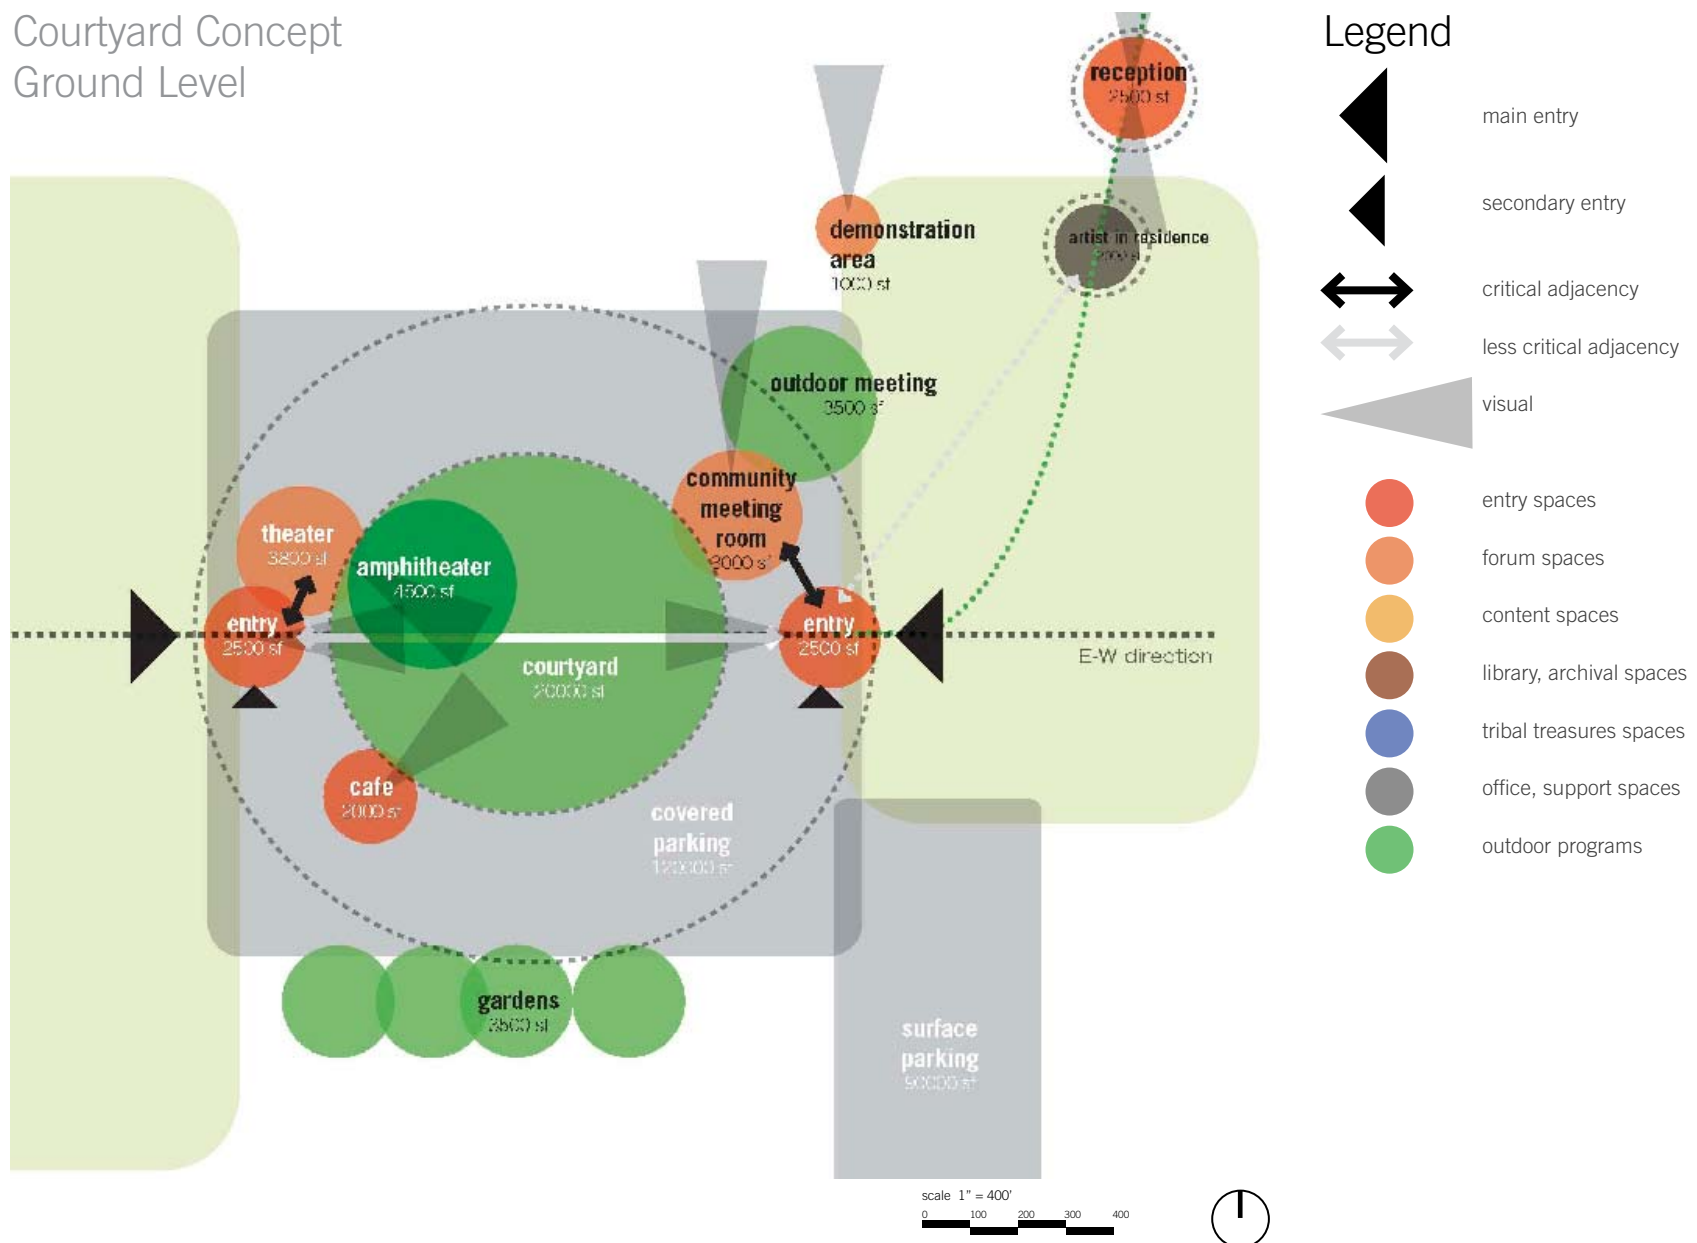 Courtyard Concept
Ground Level
reception
2500 sf
demonstration
area
1000 sf
artist in residence
outdoor meeting
3500 sf
community
meeting
room
3000 sf
theater
3800 sf
amphitheater
4500 sf
entry
2500 sf
entry
2500 sf
courtyard
20000 sf
E-W direction
cafe
2000 sf
covered
parking
120000 sf
gardens
3500 sf
surface
parking
90000 sf
scale 1" = 400'
0 100 200 300 400
Legend
main entry
secondary entry
critical adjacency
less critical adjacency
visual
entry spaces
forum spaces
content spaces
library, archival spaces
tribal treasures spaces
office, support spaces
outdoor programs